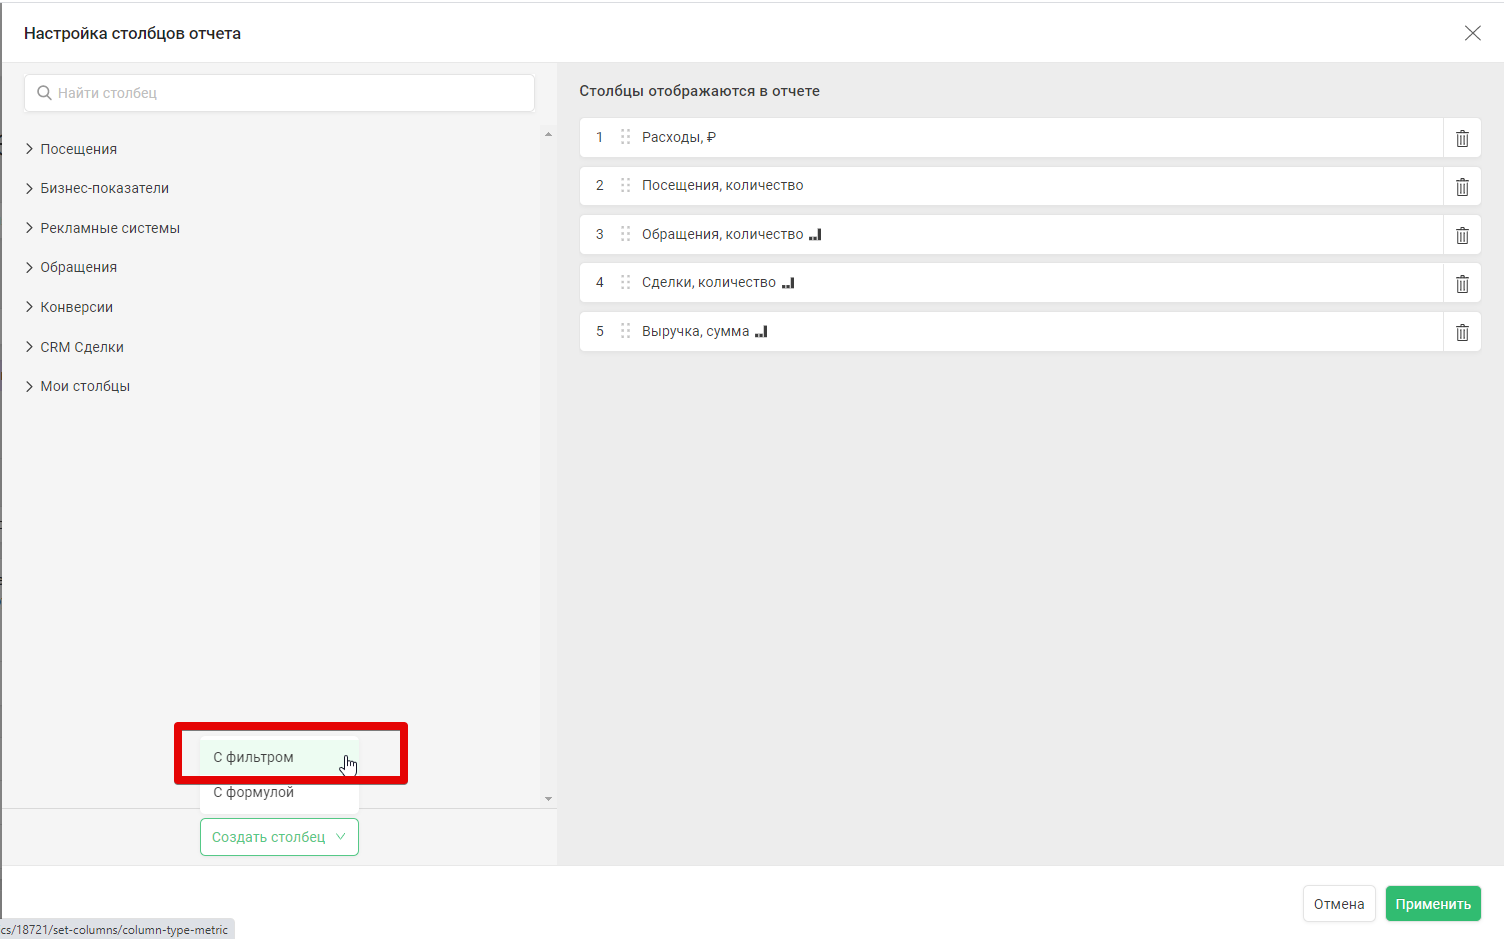 Настройка столбцов отчета
Найти столбец
Посещения
Бизнес-показатели
Рекламные системы
Обращения
Конверсии
CRM Сделки
Мои столбцы
С фильтром
С формулой
Создать столбец
Столбцы отображаются в отчете
1 Расходы, ₽
2 Посещения, количество
3 Обращения, количество
4 Сделки, количество
5 Выручка, сумма
Отмена Применить
cs/18721/set-columns/column-type-metric